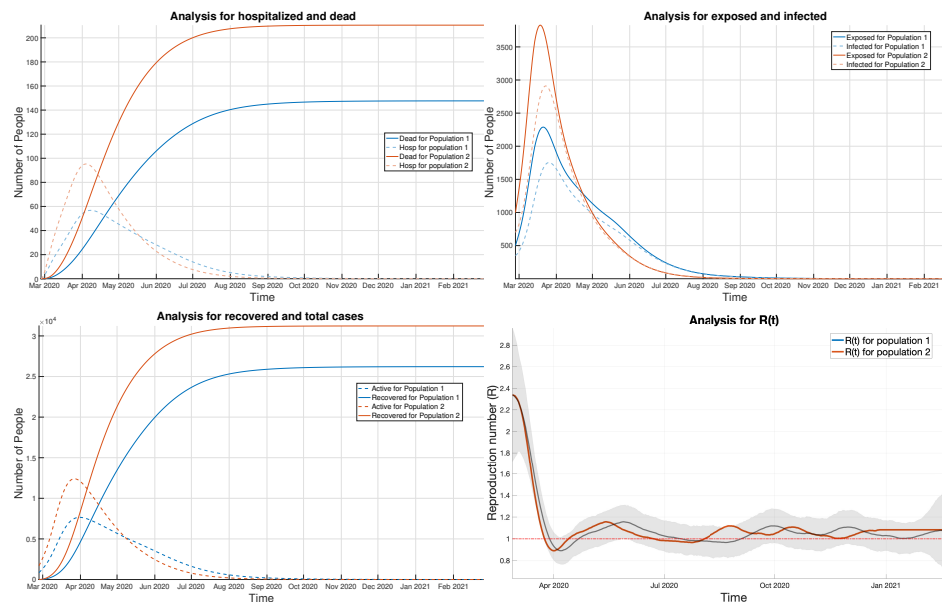 Analysis for hospitalized and dead
Number of People
200
180
160
140
120
100
80
60
40
20
0
Dead for Population 1
Hosp for population 1
Dead for Population 2
Hosp for population 2
Mar 2020 Apr 2020 May 2020 Jun 2020 Jul 2020 Aug 2020 Sep 2020 Oct 2020 Nov 2020 Dec 2020 Jan 2021 Feb 2021
Time
Analysis for exposed and infected
Number of People
3500
3000
2500
2000
1500
1000
500
Exposed for Population 1
Infected for Population 1
Exposed for Population 2
Infected for Population 2
Mar 2020 Apr 2020 May 2020 Jun 2020 Jul 2020 Aug 2020 Sep 2020 Oct 2020 Nov 2020 Dec 2020 Jan 2021 Feb 2021
Time
Analysis for recovered and total cases
×10⁴
Number of People
3
2.5
2
1.5
1
0.5
0
Active for Population 1
Recovered for Population 1
Active for Population 2
Recovered for Population 2
Mar 2020 Apr 2020 May 2020 Jun 2020 Jul 2020 Aug 2020 Sep 2020 Oct 2020 Nov 2020 Dec 2020 Jan 2021 Feb 2021
Time
Analysis for R(t)
Reproduction number (R)
2.8
2.6
2.4
2.2
2
1.8
1.6
1.4
1.2
1
0.8
R(t) for population 1
R(t) for population 2
Apr 2020 Jul 2020 Oct 2020 Jan 2021
Time